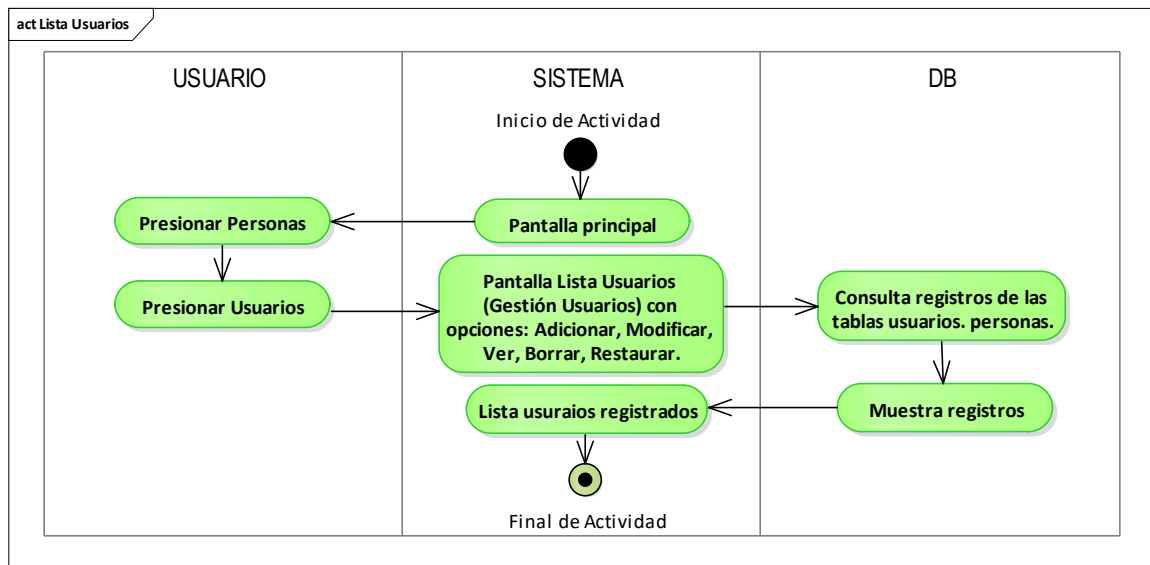 act Lista Usuarios
USUARIO
SISTEMA
DB
Inicio de Actividad
Presionar Personas
Pantalla principal
Presionar Usuarios
Pantalla Lista Usuarios
(Gestión Usuarios) con
opciones: Adicionar, Modificar,
Ver, Borrar, Restaurar.
Consulta registros de las
tablas usuarios. personas.
Lista usuraios registrados
Muestra registros
Final de Actividad